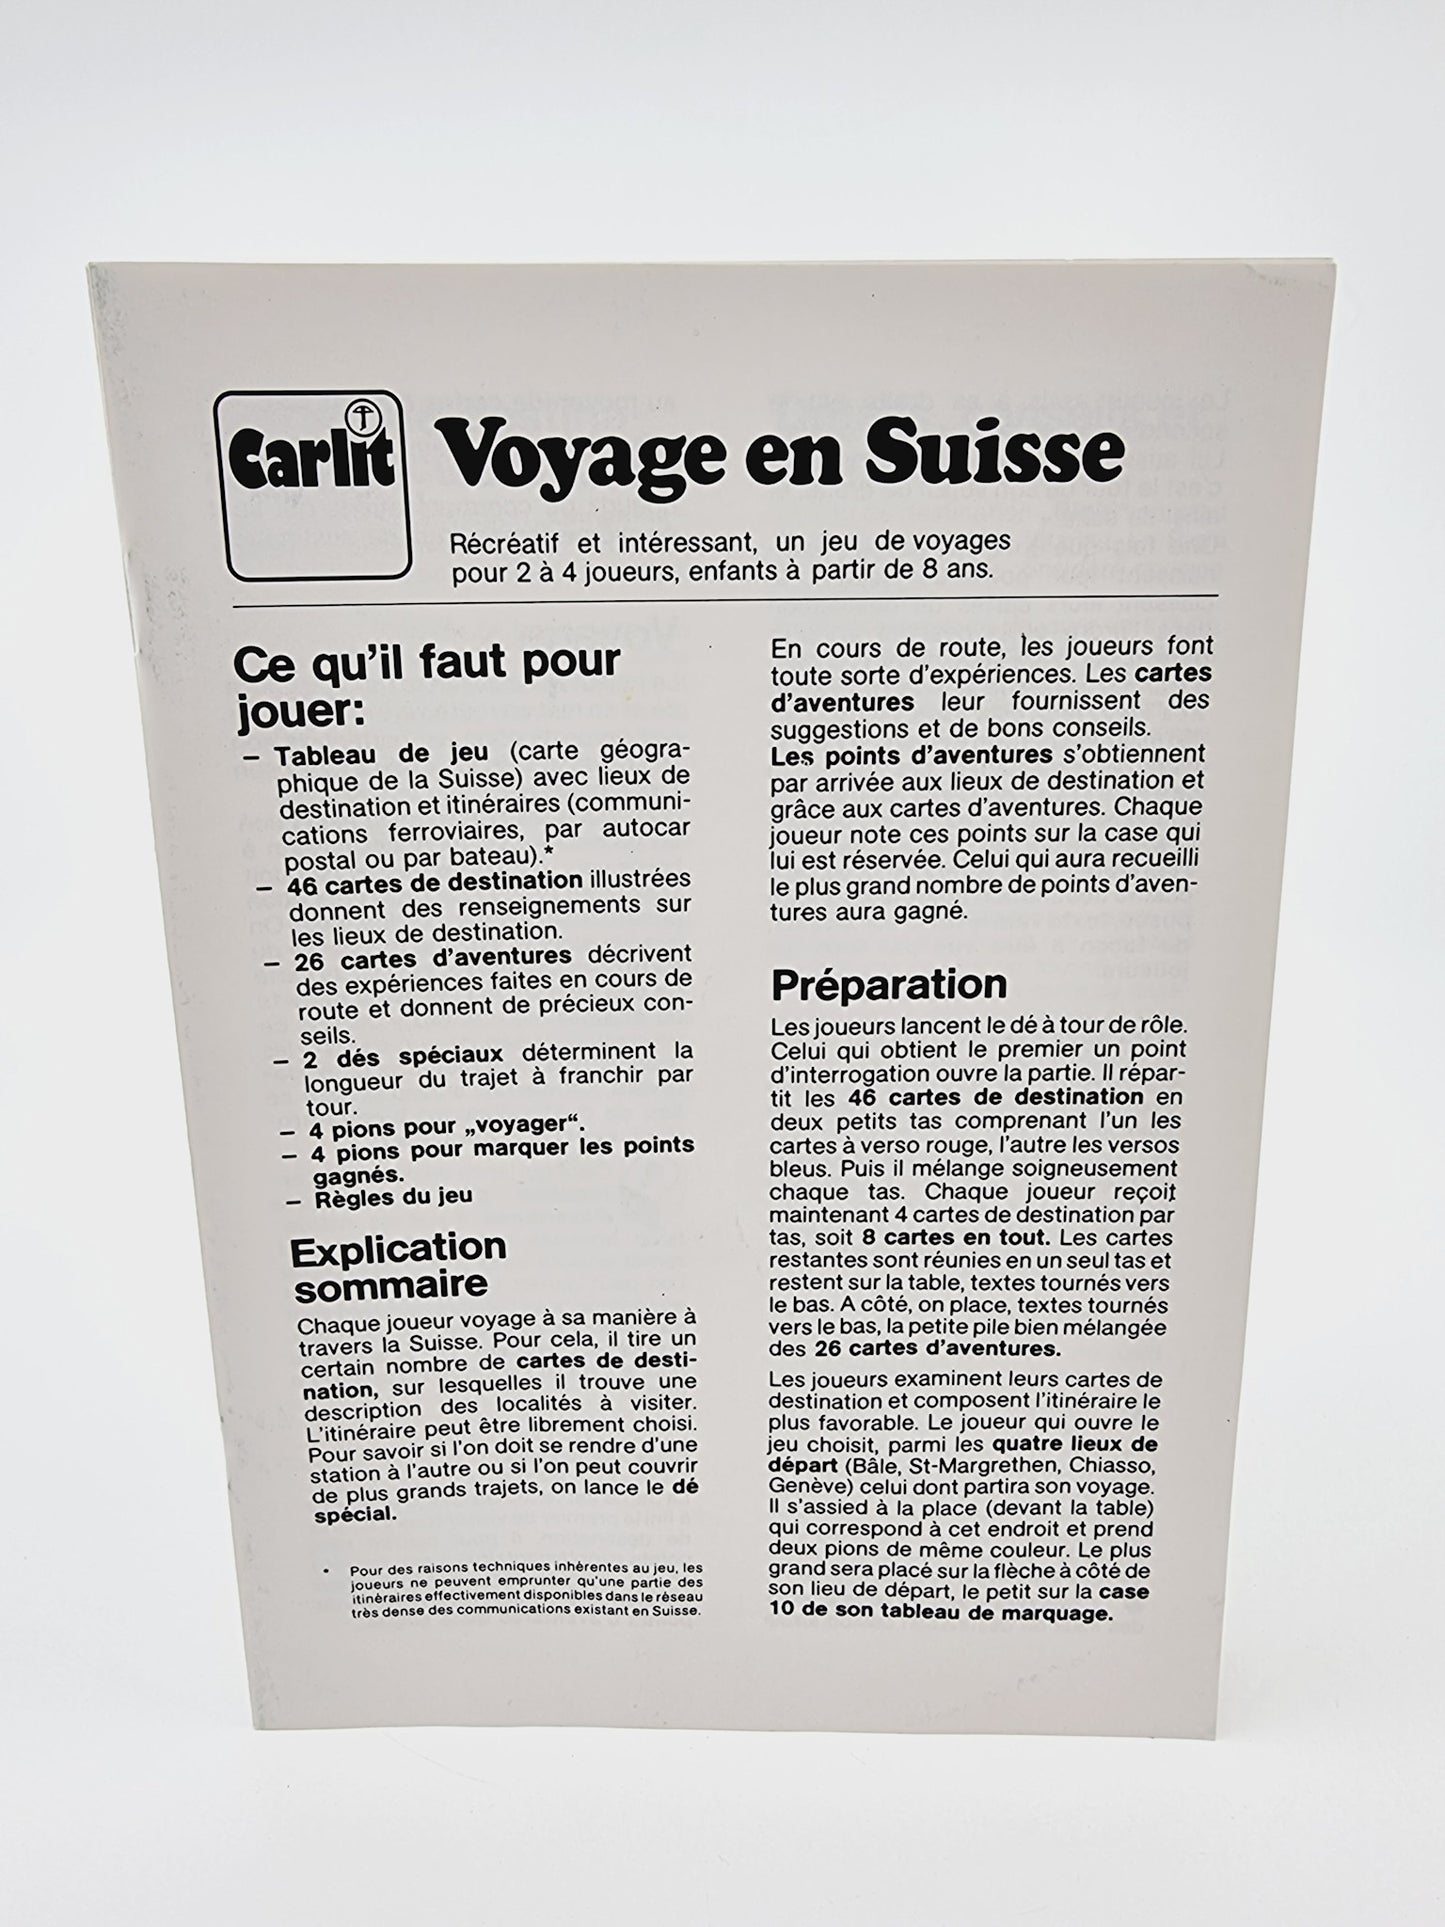 Carlit
Voyage en Suisse
Récréatif et intéressant, un jeu de voyages
pour 2 à 4 joueurs, enfants à partir de 8 ans.
Ce qu'il faut pour
jouer:
– Tableau de jeu (carte géogra-
phique de la Suisse) avec lieux de
destination et itinéraires (communi-
cations ferroviaires, par autocar
postal ou par bateau).*
– 46 cartes de destination illustrées
donnent des renseignements sur
les lieux de destination.
– 26 cartes d'aventures décrivent
des expériences faites en cours de
route et donnent de précieux con-
seils.
– 2 dés spéciaux déterminent la
longueur du trajet à franchir par
tour.
– 4 pions pour „voyager“.
– 4 pions pour marquer les points
gagnés.
– Règles du jeu
Explication
sommaire
Chaque joueur voyage à sa manière à
travers la Suisse. Pour cela, il tire un
certain nombre de cartes de desti-
nation, sur lesquelles il trouve une
description des localités à visiter.
L'itinéraire peut être librement choisi.
Pour savoir si l'on doit se rendre d'une
station à l'autre ou si l'on peut couvrir
de plus grands trajets, on lance le dé
spécial.
* Pour des raisons techniques inhérentes au jeu, les
joueurs ne peuvent emprunter qu'une partie des
itinéraires effectivement disponibles dans le réseau
très dense des communications existant en Suisse.
En cours de route, les joueurs font
toute sorte d'expériences. Les cartes
d'aventures leur fournissent des
suggestions et de bons conseils.
Les points d'aventures s'obtiennent
par arrivée aux lieux de destination et
grâce aux cartes d'aventures. Chaque
joueur note ces points sur la case qui
lui est réservée. Celui qui aura recueilli
le plus grand nombre de points d'aven-
tures aura gagné.
Préparation
Les joueurs lancent le dé à tour de rôle.
Celui qui obtient le premier un point
d'interrogation ouvre la partie. Il répar-
tit les 46 cartes de destination en
deux petits tas comprenant l'un les
cartes à verso rouge, l'autre les versos
bleus. Puis il mélange soigneusement
chaque tas. Chaque joueur reçoit
maintenant 4 cartes de destination par
tas, soit 8 cartes en tout. Les cartes
restantes sont réunies en un seul tas et
restent sur la table, textes tournés vers
le bas. A côté, on place, textes tournés
vers le bas, la petite pile bien mélangée
des 26 cartes d'aventures.
Les joueurs examinent leurs cartes de
destination et composent l'itinéraire le
plus favorable. Le joueur qui ouvre le
jeu choisit, parmi les quatre lieux de
départ (Bâle, St-Margrethen, Chiasso,
Genève) celui dont partira son voyage.
Il s'assied à la place (devant la table)
qui correspond à cet endroit et prend
deux pions de même couleur. Le plus
grand sera placé sur la flèche à côté de
son lieu de départ, le petit sur la case
10 de son tableau de marquage.